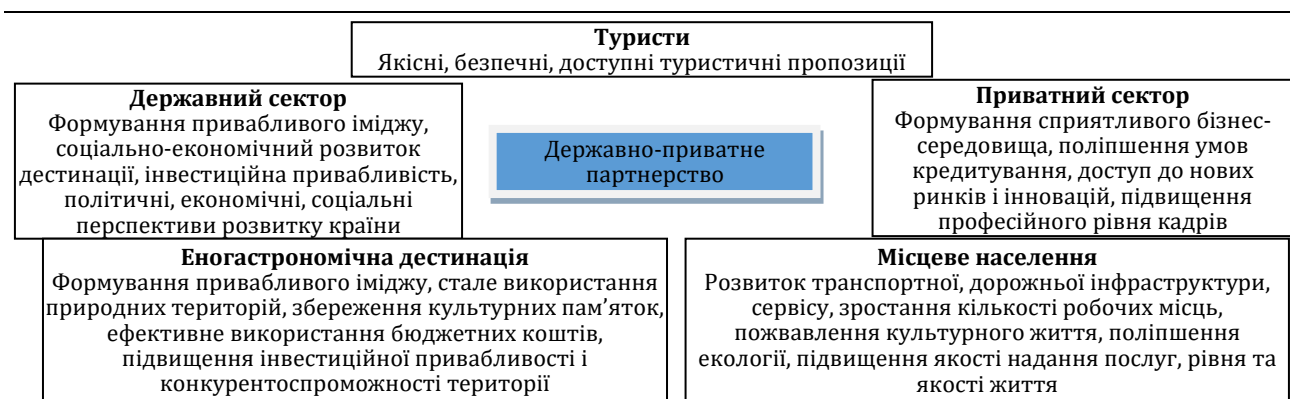 Туристи
Якісні, безпечні, доступні туристичні пропозиції
Державний сектор
Формування привабливого іміджу,
соціально-економічний розвиток
дестинації, інвестиційна привабливість,
політичні, економічні, соціальні
перспективи розвитку країни
Державно-приватне
партнерство
Приватний сектор
Формування сприятливого бізнес-
середовища, поліпшення умов
кредитування, доступ до нових
ринків і інновацій, підвищення
професійного рівня кадрів
Еногастрономічна дестинація
Формування привабливого іміджу, стале використання
природних територій, збереження культурних пам’яток,
ефективне використання бюджетних коштів,
підвищення інвестиційної привабливості і
конкурентоспроможності території
Місцеве населення
Розвиток транспортної, дорожньої інфраструктури,
сервісу, зростання кількості робочих місць,
пожвавлення культурного життя, поліпшення
екології, підвищення якості надання послуг, рівня та
якості життя